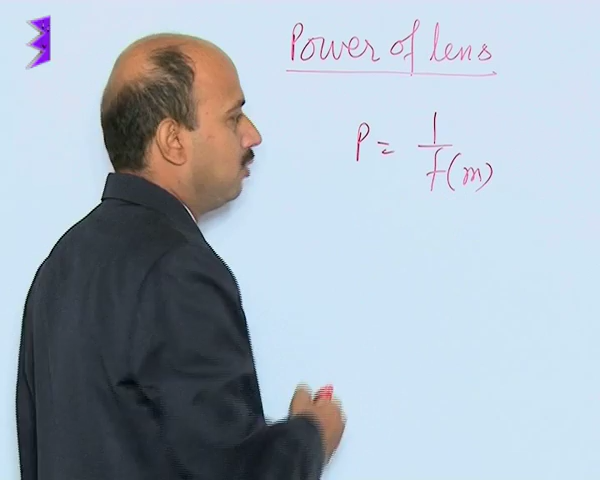 Power of lens
P = 1/f(m)